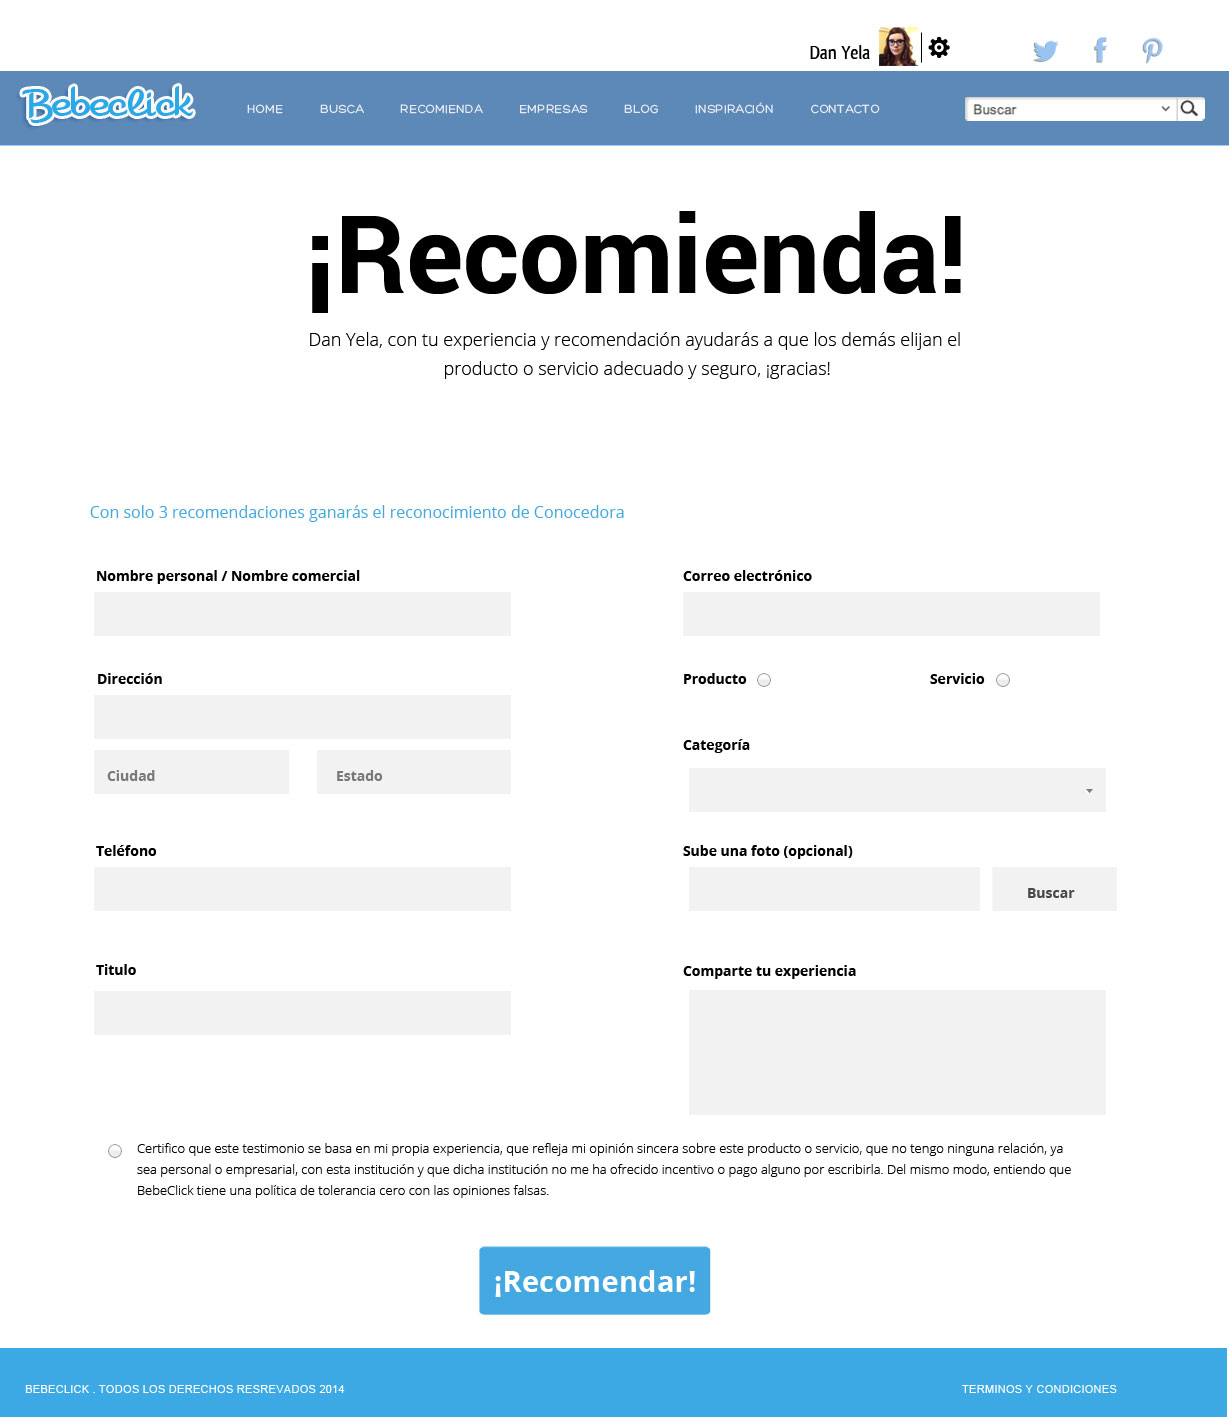 Dan Yela
Bebeclick
HOME
BUSCA
RECOMIENDA
EMPRESAS
BLOG
INSPIRACIÓN
CONTACTO
Buscar
¡Recomienda!
Dan Yela, con tu experiencia y recomendación ayudarás a que los demás elijan el
producto o servicio adecuado y seguro, ¡gracias!
Con solo 3 recomendaciones ganarás el reconocimiento de Conocedora
Nombre personal / Nombre comercial
Correo electrónico
Dirección
Producto
Servicio
Categoría
Ciudad
Estado
Teléfono
Sube una foto (opcional)
Buscar
Titulo
Comparte tu experiencia
Certifico que este testimonio se basa en mi propia experiencia, que refleja mi opinión sincera sobre este producto o servicio, que no tengo ninguna relación, ya
sea personal o empresarial, con esta institución y que dicha institución no me ha ofrecido incentivo o pago alguno por escribirla. Del mismo modo, entiendo que
BebeClick tiene una política de tolerancia cero con las opiniones falsas.
¡Recomendar!
BEBECLICK . TODOS LOS DERECHOS RESREVADOS 2014
TERMINOS Y CONDICIONES